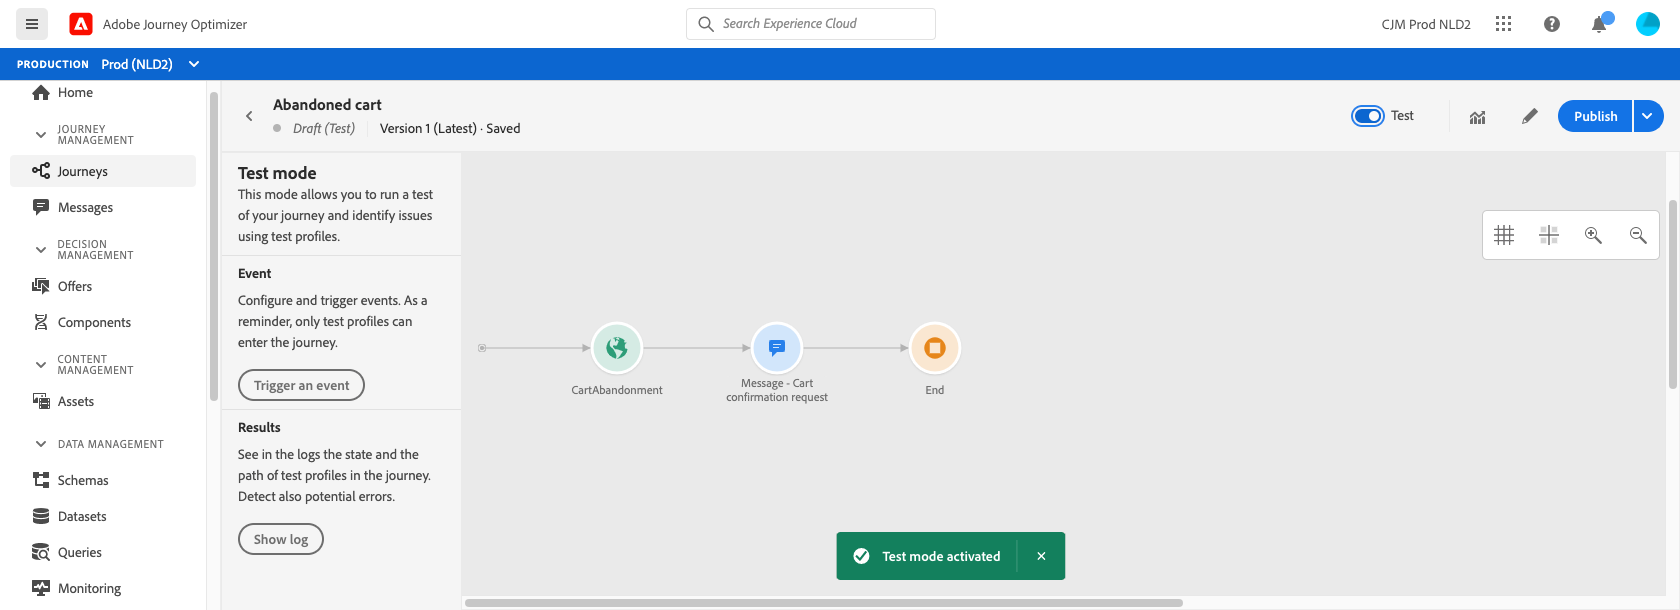 Adobe Journey Optimizer
Search Experience Cloud
CJM Prod NLD2
PRODUCTION Prod (NLD2)
Home
JOURNEY
MANAGEMENT
Journeys
Messages
DECISION
MANAGEMENT
Offers
Components
CONTENT
MANAGEMENT
Assets
DATA MANAGEMENT
Schemas
Datasets
Queries
Monitoring
Abandoned cart
Draft (Test) Version 1 (Latest) · Saved
Test
Publish
Test mode
This mode allows you to run a test
of your journey and identify issues
using test profiles.
Event
Configure and trigger events. As a
reminder, only test profiles can
enter the journey.
Trigger an event
Results
See in the logs the state and the
path of test profiles in the journey.
Detect also potential errors.
Show log
CartAbandonment
Message - Cart
confirmation request
End
Test mode activated